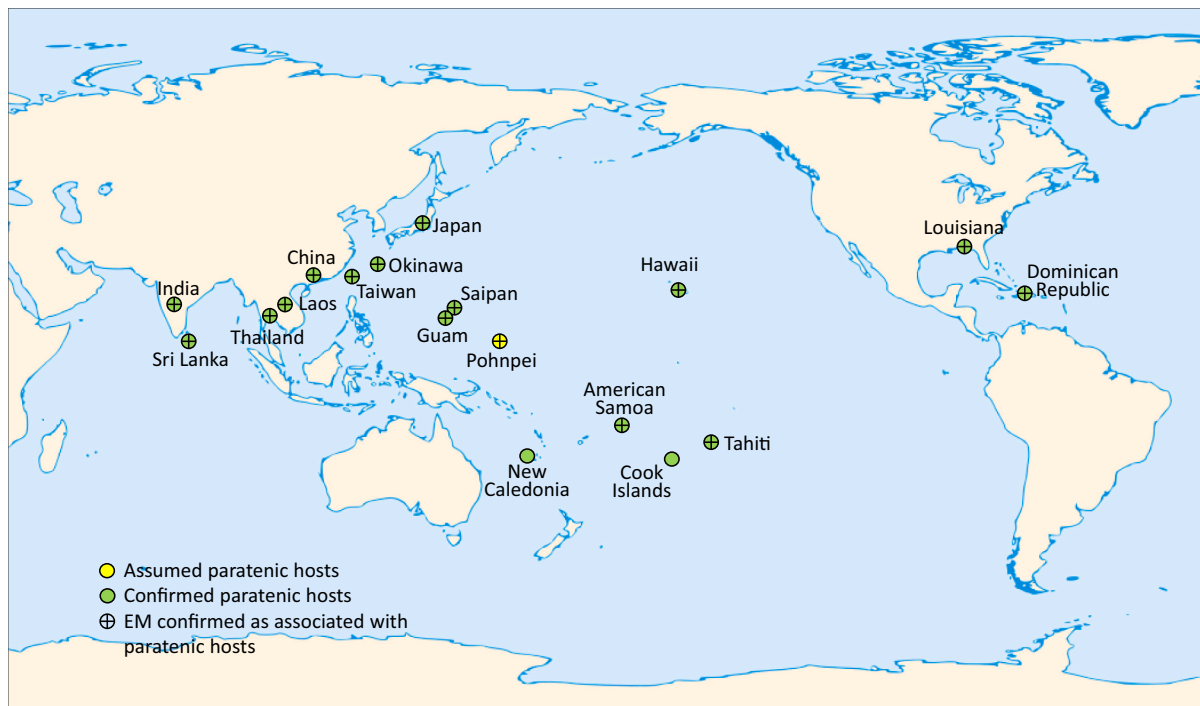 Japan
Louisiana
China
Okinawa
Hawaii
Dominican
Republic
India
Taiwan
Saipan
Laos
Thailand
Guam
Sri Lanka
Pohnpei
American
Samoa
Tahiti
New
Caledonia
Cook
Islands
Assumed paratenic hosts
Confirmed paratenic hosts
EM confirmed as associated with
paratenic hosts